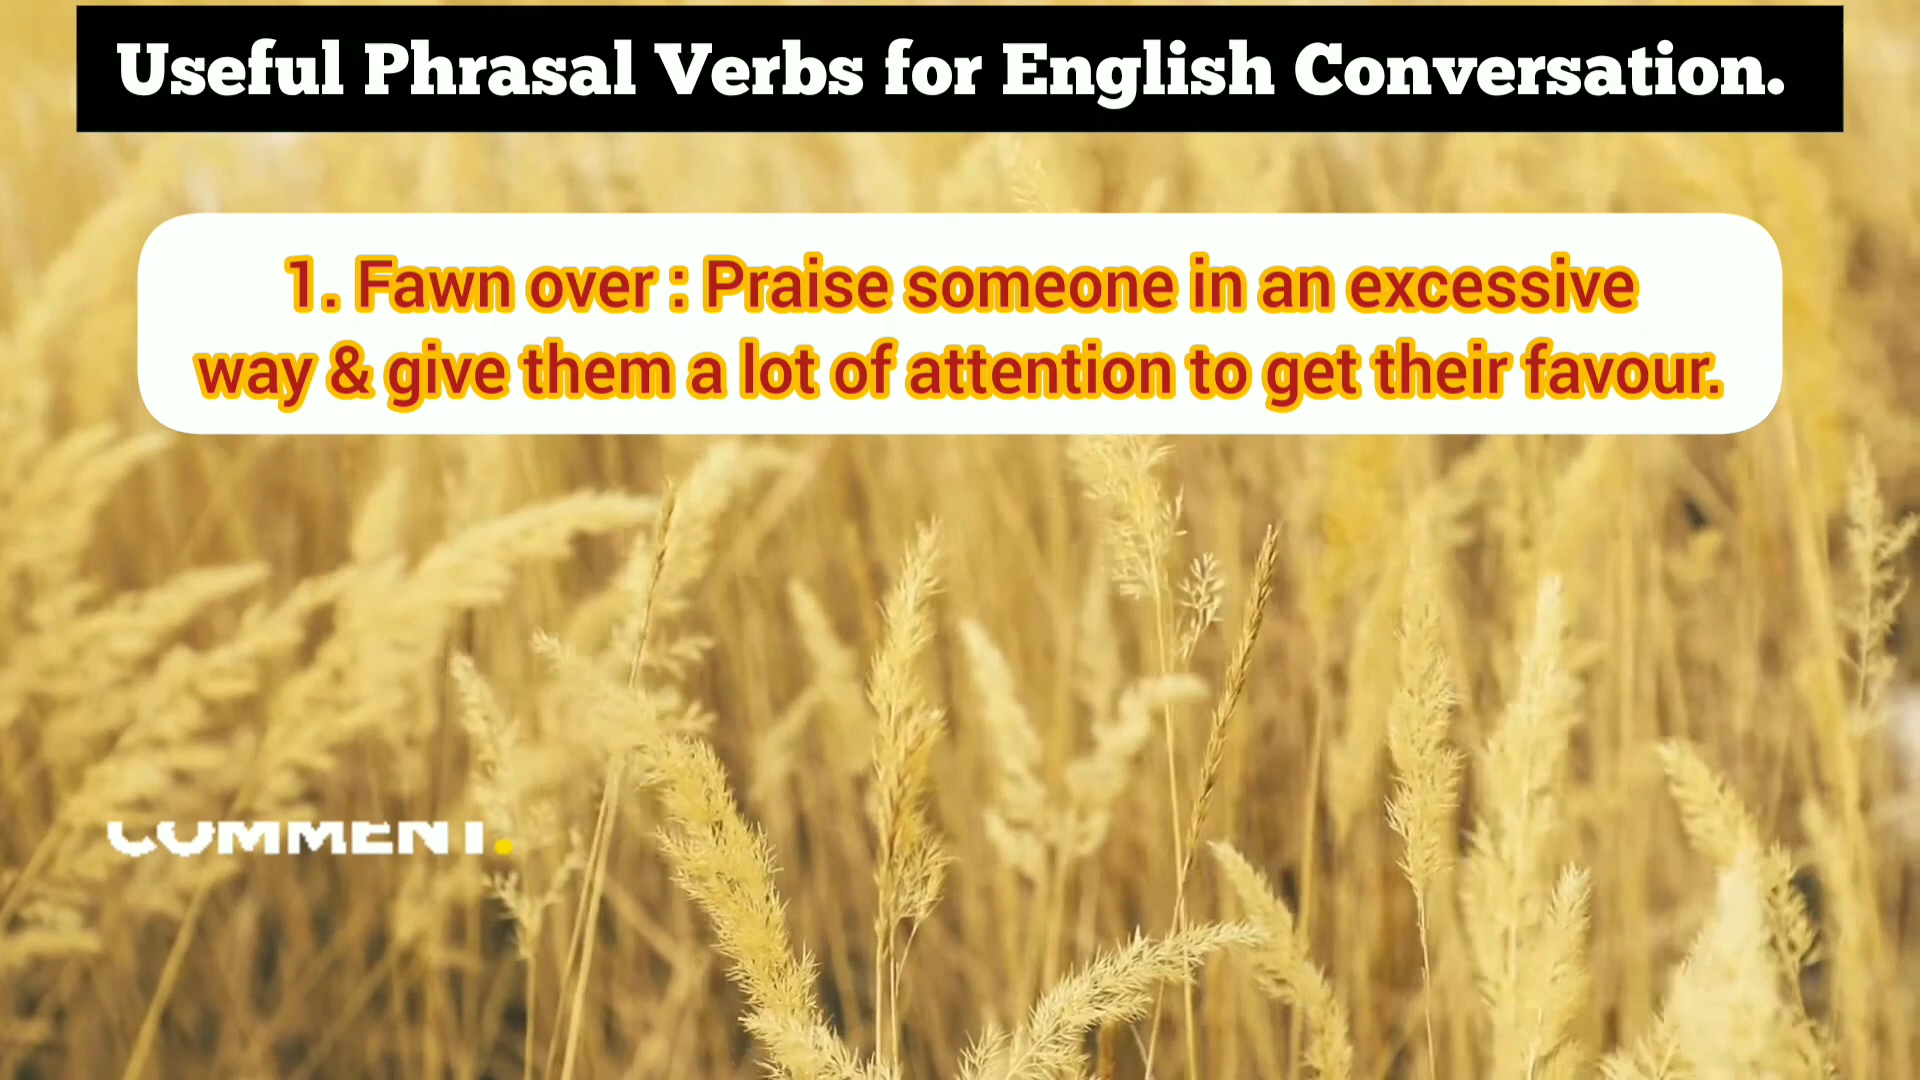 Useful Phrasal Verbs for English Conversation.
1. Fawn over : Praise someone in an excessive
way & give them a lot of attention to get their favour.
COMMENT.